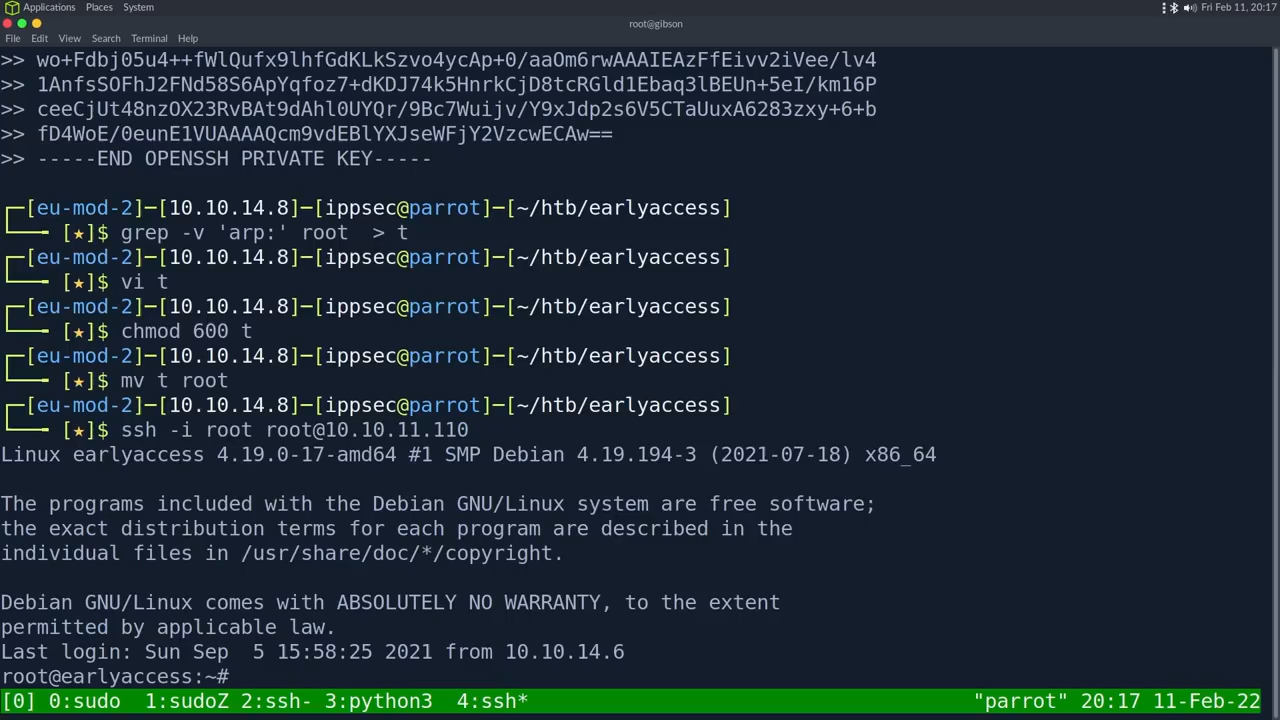 Applications Places System Fri Feb 11, 20:17
root@gibson
File Edit View Search Terminal Help
>> wo+Fdbj05u4++fWlQufx9lhfGdKLkSzvo4ycAp+0/aaOm6rwAAAIEAzFfEivv2iVee/lv4
>> 1AnfsSOFhJ2FNd58S6ApYqfoz7+dKDJ74k5HnrkCjD8tcRGld1Ebaq3lBEUn+5eI/km16P
>> ceeCjUt48nzOX23RvBAt9dAhl0UYQr/9Bc7Wuijv/Y9xJdp2s6V5CTaUuxA6283zxy+6+b
>> fD4WoE/0eunE1VUAAAAQcm9vdEBlYXJseWFjY2VzcwECAw==
>> -----END OPENSSH PRIVATE KEY-----
┌─[eu-mod-2]─[10.10.14.8]─[ippsec@parrot]─[~/htb/earlyaccess]
└──╼ [★]$ grep -v 'arp:' root  > t
┌─[eu-mod-2]─[10.10.14.8]─[ippsec@parrot]─[~/htb/earlyaccess]
└──╼ [★]$ vi t
┌─[eu-mod-2]─[10.10.14.8]─[ippsec@parrot]─[~/htb/earlyaccess]
└──╼ [★]$ chmod 600 t
┌─[eu-mod-2]─[10.10.14.8]─[ippsec@parrot]─[~/htb/earlyaccess]
└──╼ [★]$ mv t root
┌─[eu-mod-2]─[10.10.14.8]─[ippsec@parrot]─[~/htb/earlyaccess]
└──╼ [★]$ ssh -i root root@10.10.11.110
Linux earlyaccess 4.19.0-17-amd64 #1 SMP Debian 4.19.194-3 (2021-07-18) x86_64
The programs included with the Debian GNU/Linux system are free software;
the exact distribution terms for each program are described in the
individual files in /usr/share/doc/*/copyright.
Debian GNU/Linux comes with ABSOLUTELY NO WARRANTY, to the extent
permitted by applicable law.
Last login: Sun Sep  5 15:58:25 2021 from 10.10.14.6
root@earlyaccess:~#
[0] 0:sudo  1:sudoZ 2:ssh- 3:python3  4:ssh* "parrot" 20:17 11-Feb-22